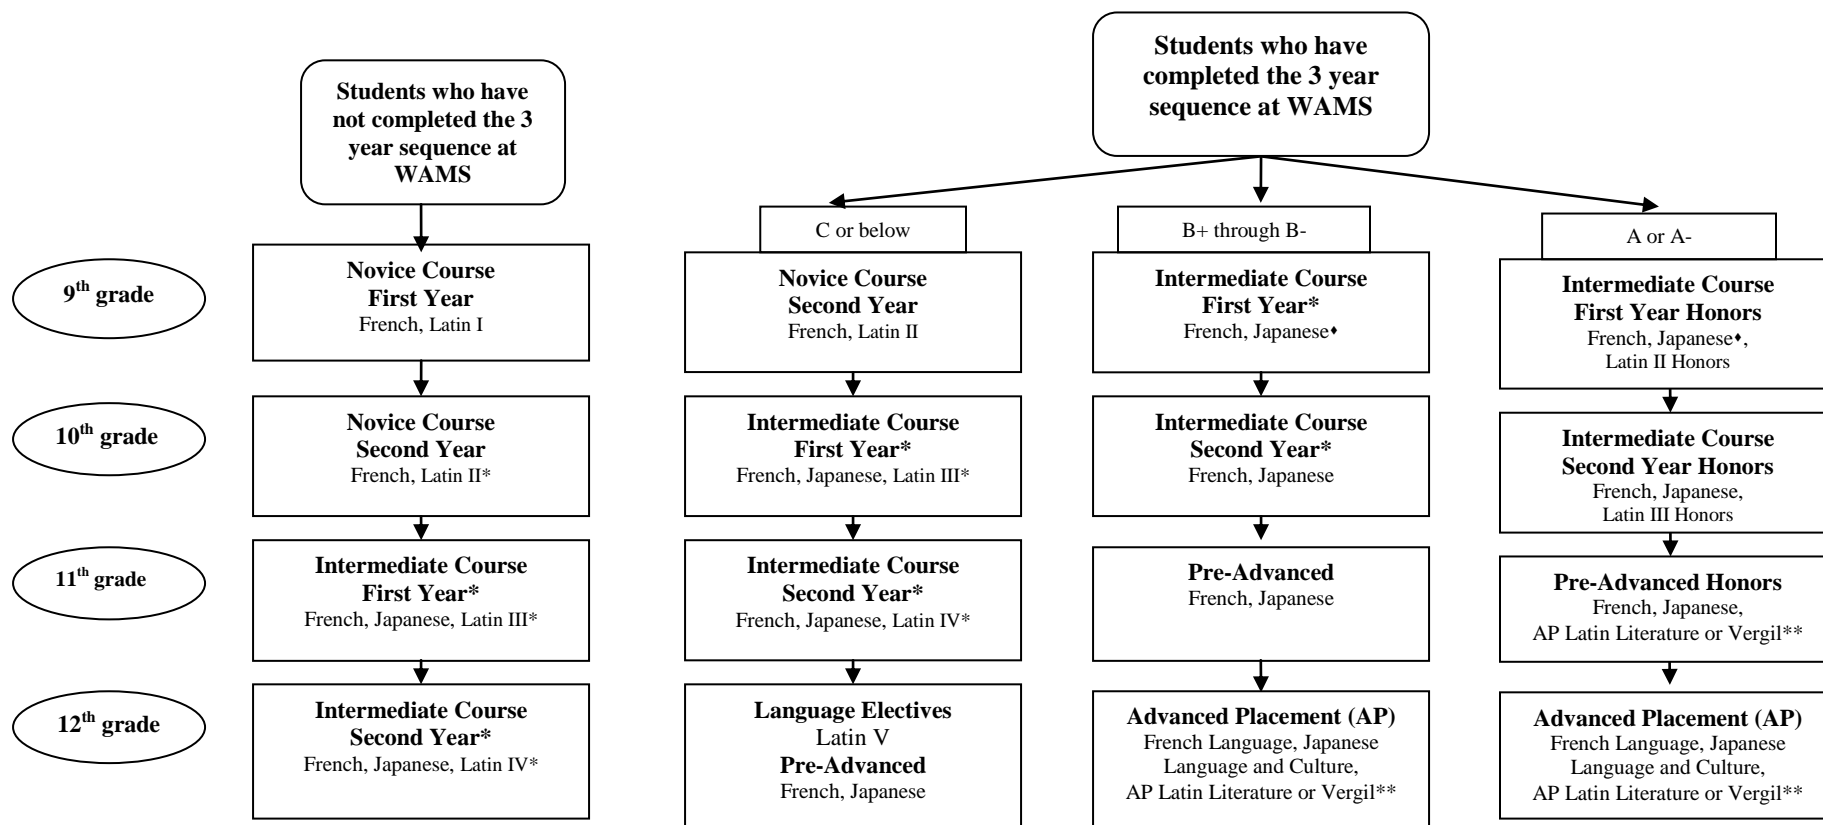 Students who have
not completed the 3
year sequence at
WAMS
Students who have
completed the 3 year
sequence at WAMS
C or below
B+ through B-
A or A-
9th grade
Novice Course
First Year
French, Latin I
Novice Course
Second Year
French, Latin II
Intermediate Course
First Year*
French, Japanese♦
Intermediate Course
First Year Honors
French, Japanese♦,
Latin II Honors
10th grade
Novice Course
Second Year
French, Latin II*
Intermediate Course
First Year*
French, Japanese, Latin III*
Intermediate Course
Second Year*
French, Japanese
Intermediate Course
Second Year Honors
French, Japanese,
Latin III Honors
11th grade
Intermediate Course
First Year*
French, Japanese, Latin III*
Intermediate Course
Second Year*
French, Japanese, Latin IV*
Pre-Advanced
French, Japanese
Pre-Advanced Honors
French, Japanese,
AP Latin Literature or Vergil**
12th grade
Intermediate Course
Second Year*
French, Japanese, Latin IV*
Language Electives
Latin V
Pre-Advanced
French, Japanese
Advanced Placement (AP)
French Language, Japanese
Language and Culture,
AP Latin Literature or Vergil**
Advanced Placement (AP)
French Language, Japanese
Language and Culture,
AP Latin Literature or Vergil**